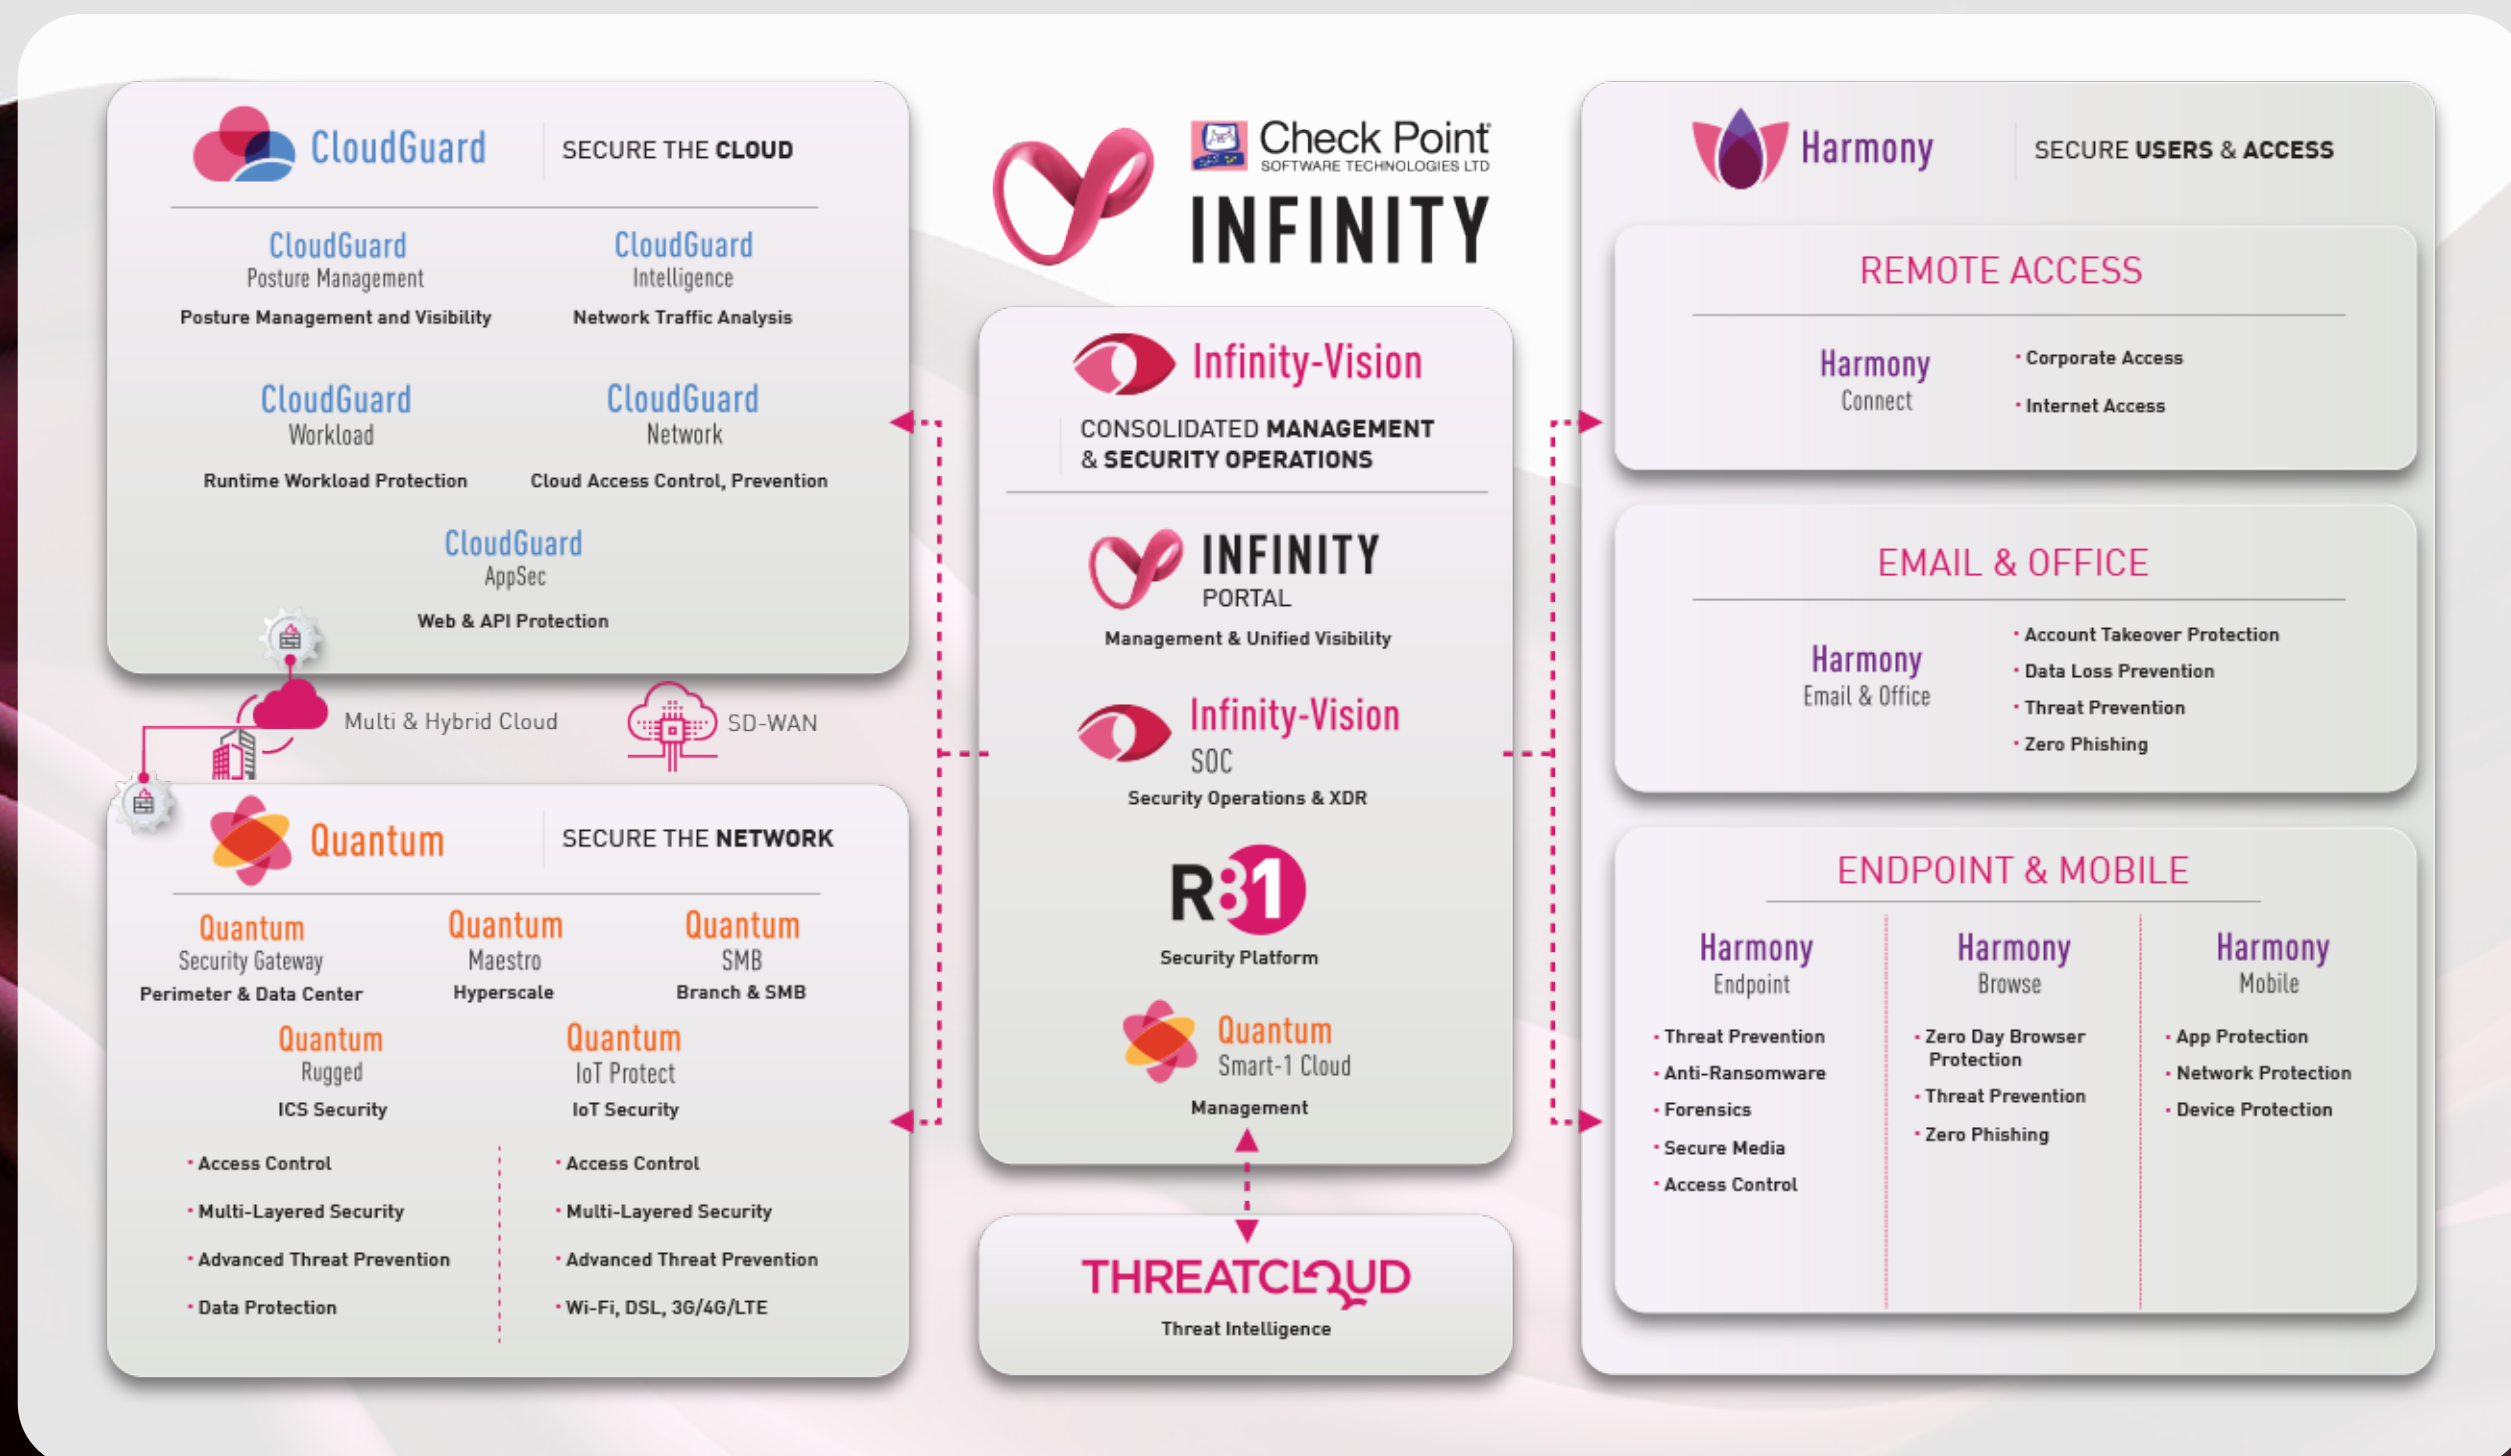 CloudGuard
SECURE THE CLOUD
CloudGuard
Posture Management
Posture Management and Visibility
CloudGuard
Intelligence
Network Traffic Analysis
CloudGuard
Workload
Runtime Workload Protection
CloudGuard
Network
Cloud Access Control, Prevention
CloudGuard
AppSec
Web & API Protection
Multi & Hybrid Cloud
SD-WAN
Quantum
SECURE THE NETWORK
Quantum
Security Gateway
Perimeter & Data Center
Quantum
Maestro
Hyperscale
Quantum
SMB
Branch & SMB
Quantum
Rugged
ICS Security
Quantum
IoT Protect
IoT Security
· Access Control
· Multi-Layered Security
· Advanced Threat Prevention
· Data Protection
· Access Control
· Multi-Layered Security
· Advanced Threat Prevention
· Wi-Fi, DSL, 3G/4G/LTE
Check Point
SOFTWARE TECHNOLOGIES LTD
INFINITY
Infinity-Vision
CONSOLIDATED MANAGEMENT
& SECURITY OPERATIONS
INFINITY
PORTAL
Management & Unified Visibility
Infinity-Vision
SOC
Security Operations & XDR
R81
Security Platform
Quantum
Smart-1 Cloud
Management
THREATCLOUD
Threat Intelligence
Harmony
SECURE USERS & ACCESS
REMOTE ACCESS
Harmony
Connect
· Corporate Access
· Internet Access
EMAIL & OFFICE
Harmony
Email & Office
· Account Takeover Protection
· Data Loss Prevention
· Threat Prevention
· Zero Phishing
ENDPOINT & MOBILE
Harmony
Endpoint
· Threat Prevention
· Anti-Ransomware
· Forensics
· Secure Media
· Access Control
Harmony
Browse
· Zero Day Browser
Protection
· Threat Prevention
· Zero Phishing
Harmony
Mobile
· App Protection
· Network Protection
· Device Protection